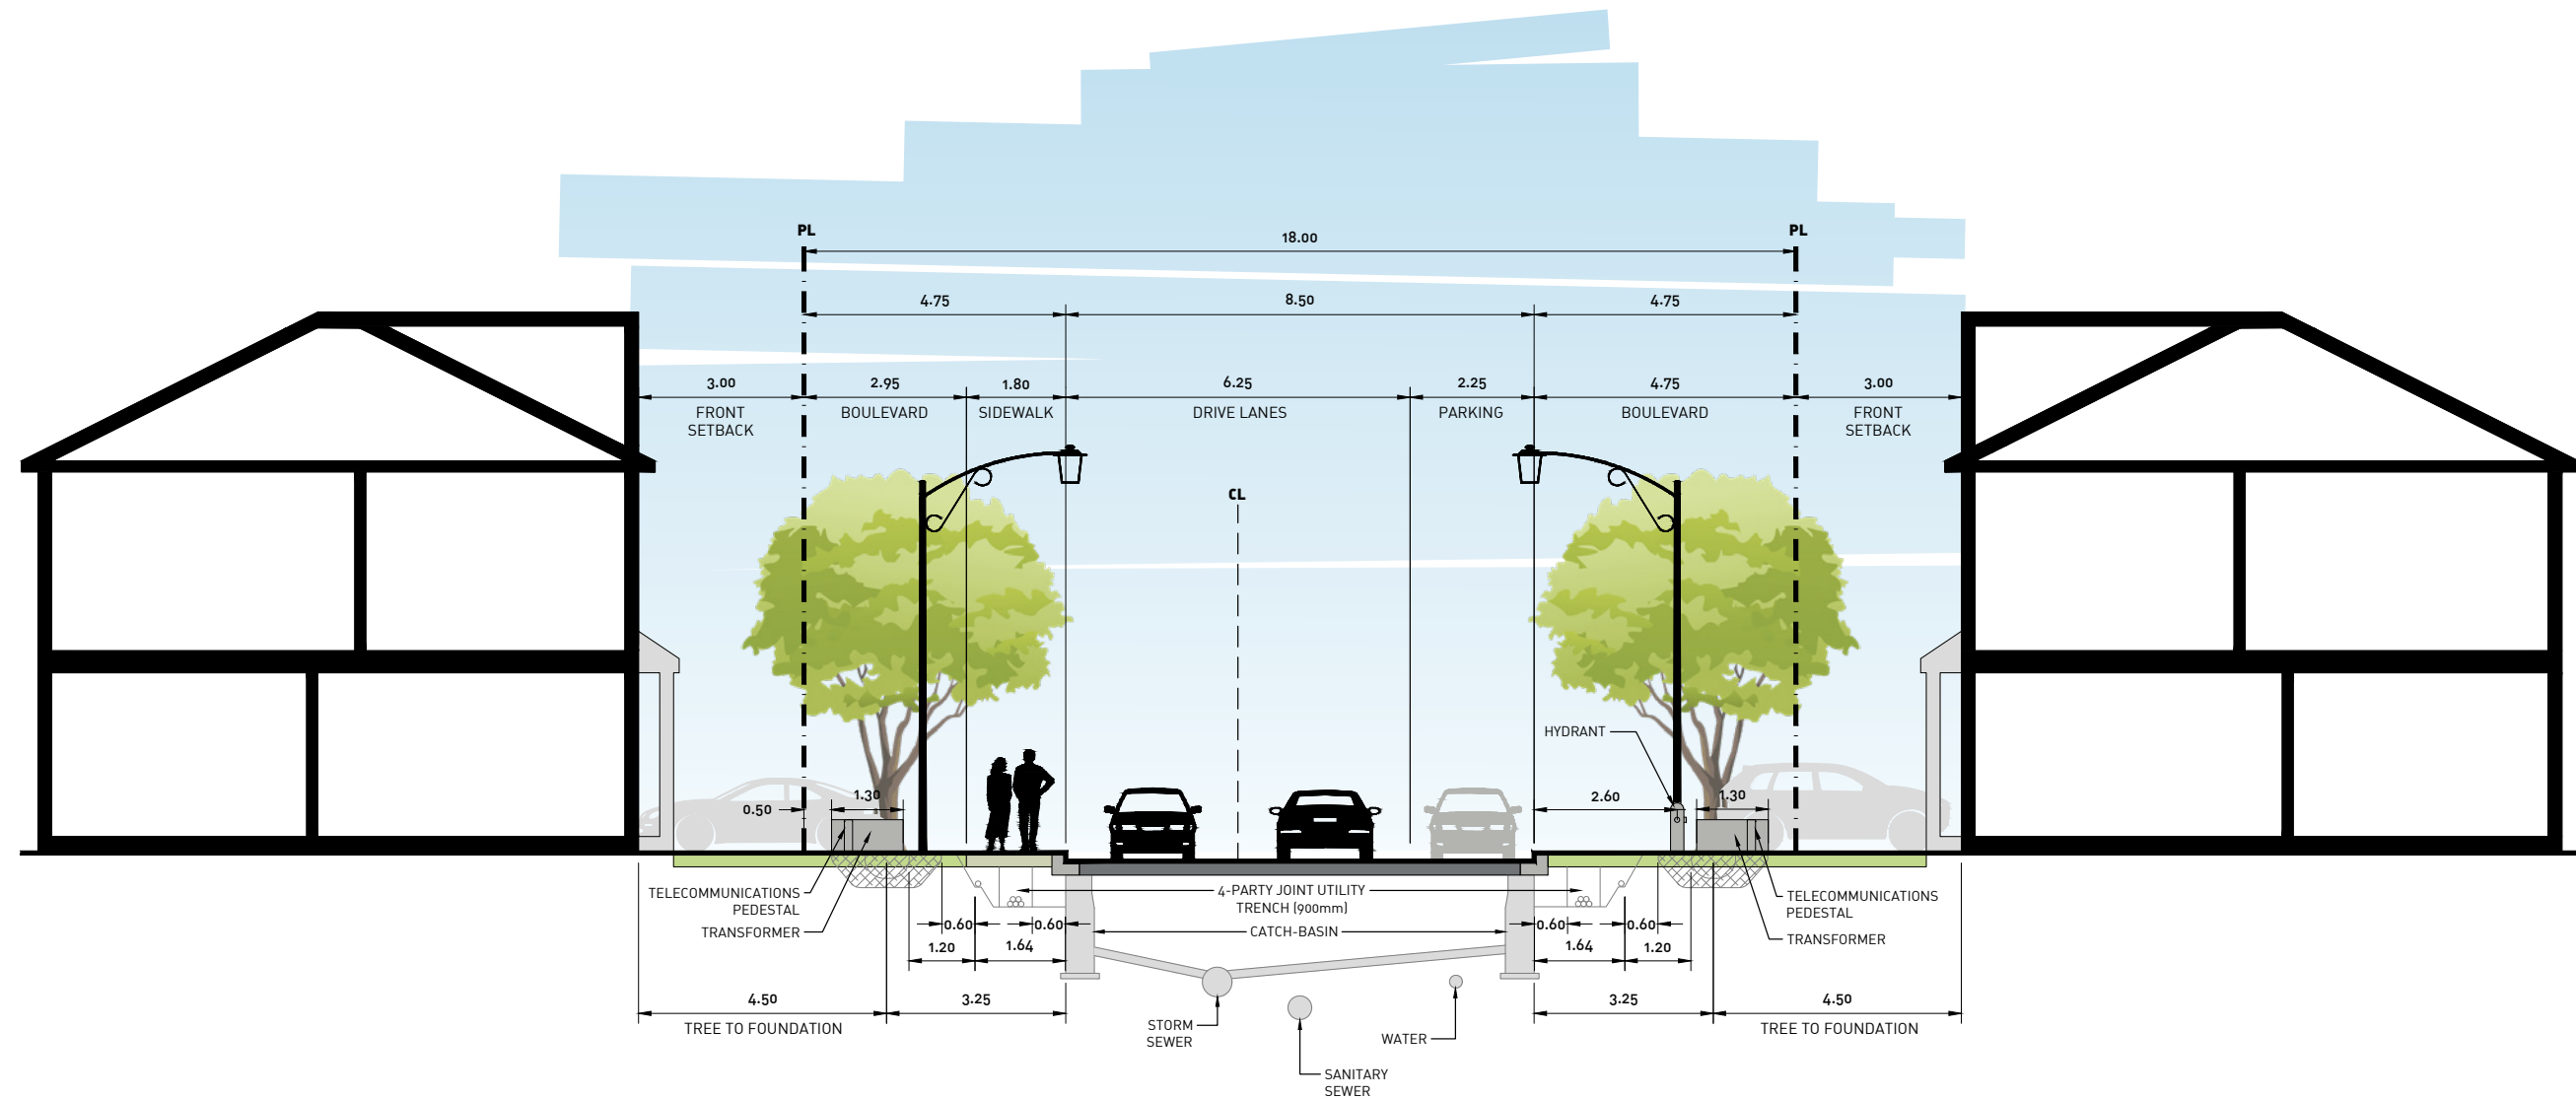 PL
PL
18.00
4.75
8.50
4.75
3.00
2.95
1.80
6.25
2.25
4.75
3.00
FRONT
SETBACK
BOULEVARD
SIDEWALK
DRIVE LANES
PARKING
BOULEVARD
FRONT
SETBACK
CL
HYDRANT
0.50
1.30
2.60
1.30
TELECOMMUNICATIONS
PEDESTAL
TRANSFORMER
4-PARTY JOINT UTILITY
TRENCH (900mm)
CATCH-BASIN
TELECOMMUNICATIONS
PEDESTAL
TRANSFORMER
0.60
0.60
0.60
0.60
1.20
1.64
1.64
1.20
4.50
3.25
3.25
4.50
TREE TO FOUNDATION
TREE TO FOUNDATION
STORM
SEWER
WATER
SANITARY
SEWER